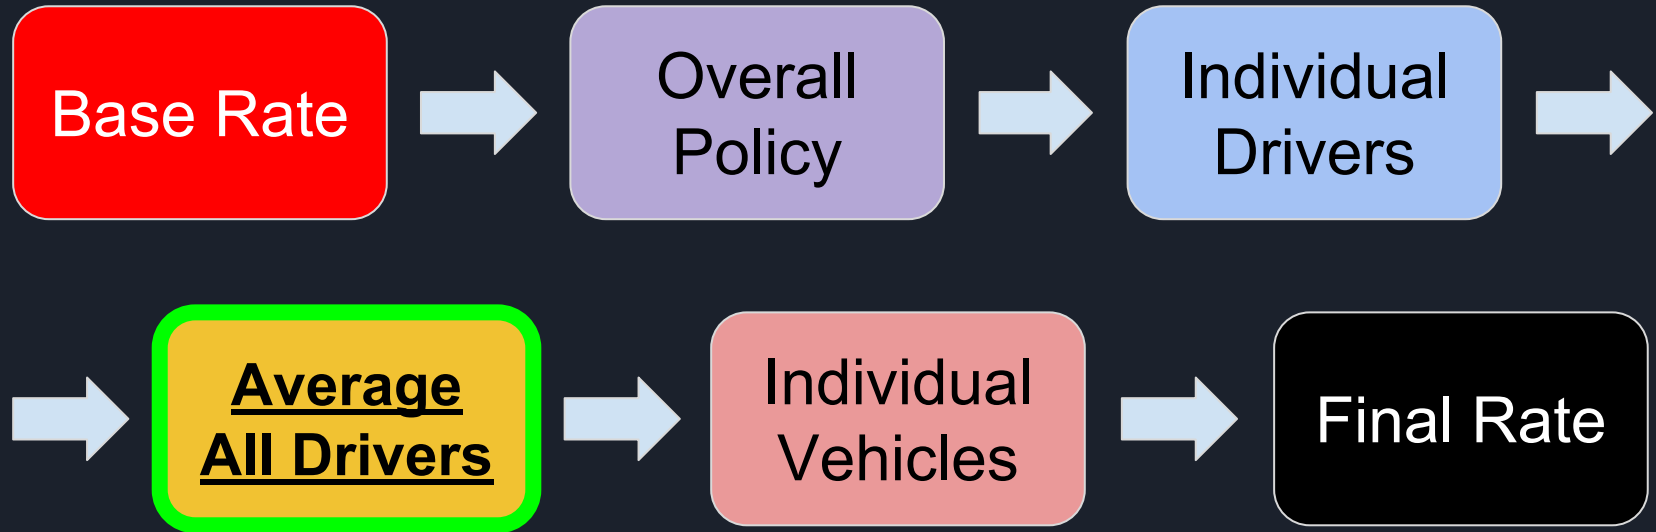 Base Rate
Overall
Policy
Individual
Drivers
Average
All Drivers
Individual
Vehicles
Final Rate